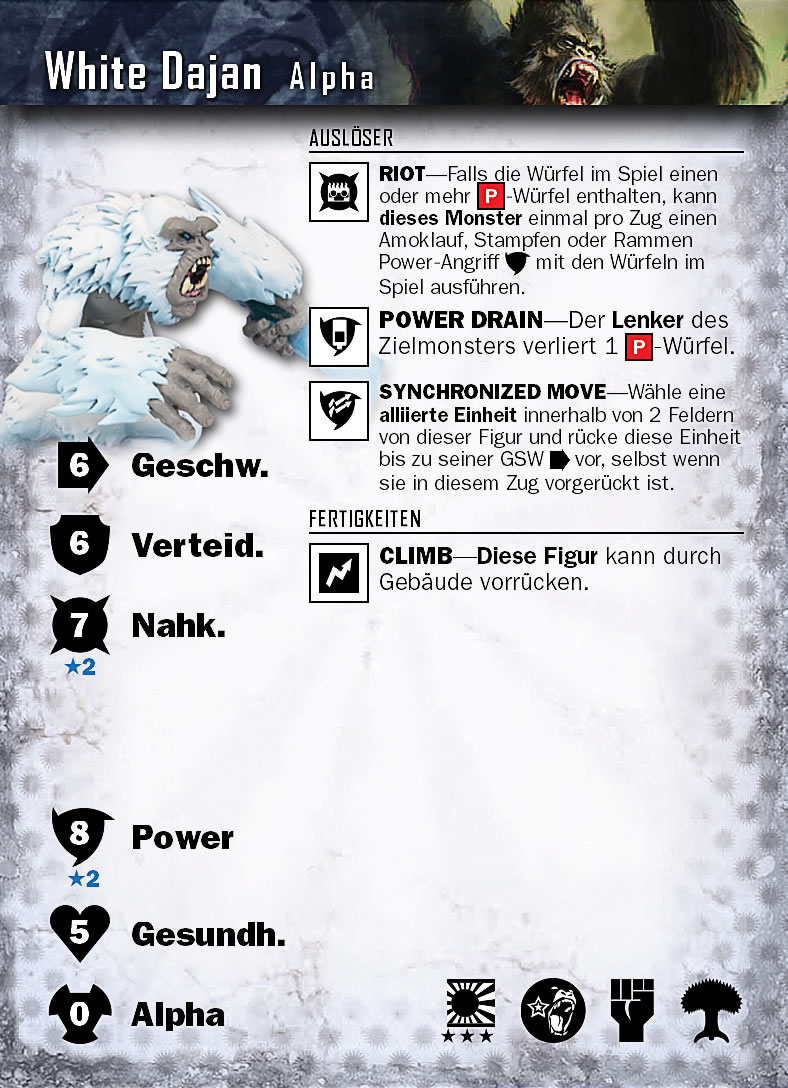 White Dajan Alpha
AUSLÖSER
RIOT—Falls die Würfel im Spiel einen
oder mehr P-Würfel enthalten, kann
dieses Monster einmal pro Zug einen
Amoklauf, Stampfen oder Rammen
Power-Angriff mit den Würfeln im
Spiel ausführen.
POWER DRAIN—Der Lenker des
Zielmonsters verliert 1 P-Würfel.
SYNCHRONIZED MOVE—Wähle eine
alliierte Einheit innerhalb von 2 Feldern
von dieser Figur und rücke diese Einheit
bis zu seiner GSW vor, selbst wenn
sie in diesem Zug vorgerückt ist.
FERTIGKEITEN
CLIMB—Diese Figur kann durch
Gebäude vorrücken.
6 Geschw.
6 Verteid.
7 Nahk.
★2
8 Power
★2
5 Gesundh.
0 Alpha